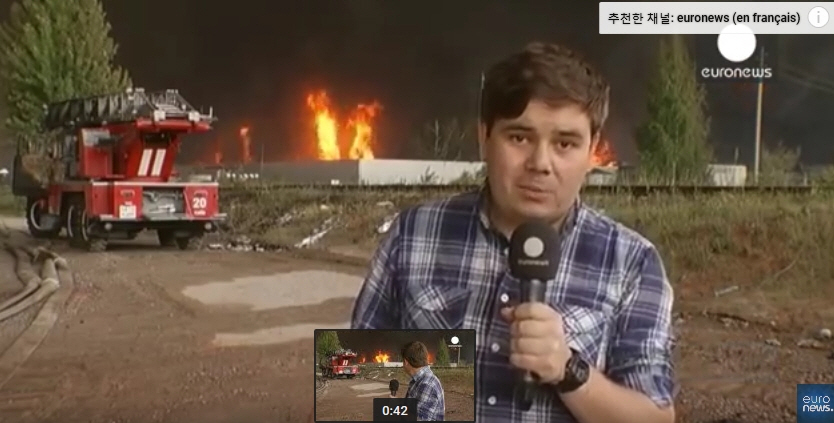 추천한 채널: euronews (en français) i
euronews
20
euronews
0:42
euro
news.